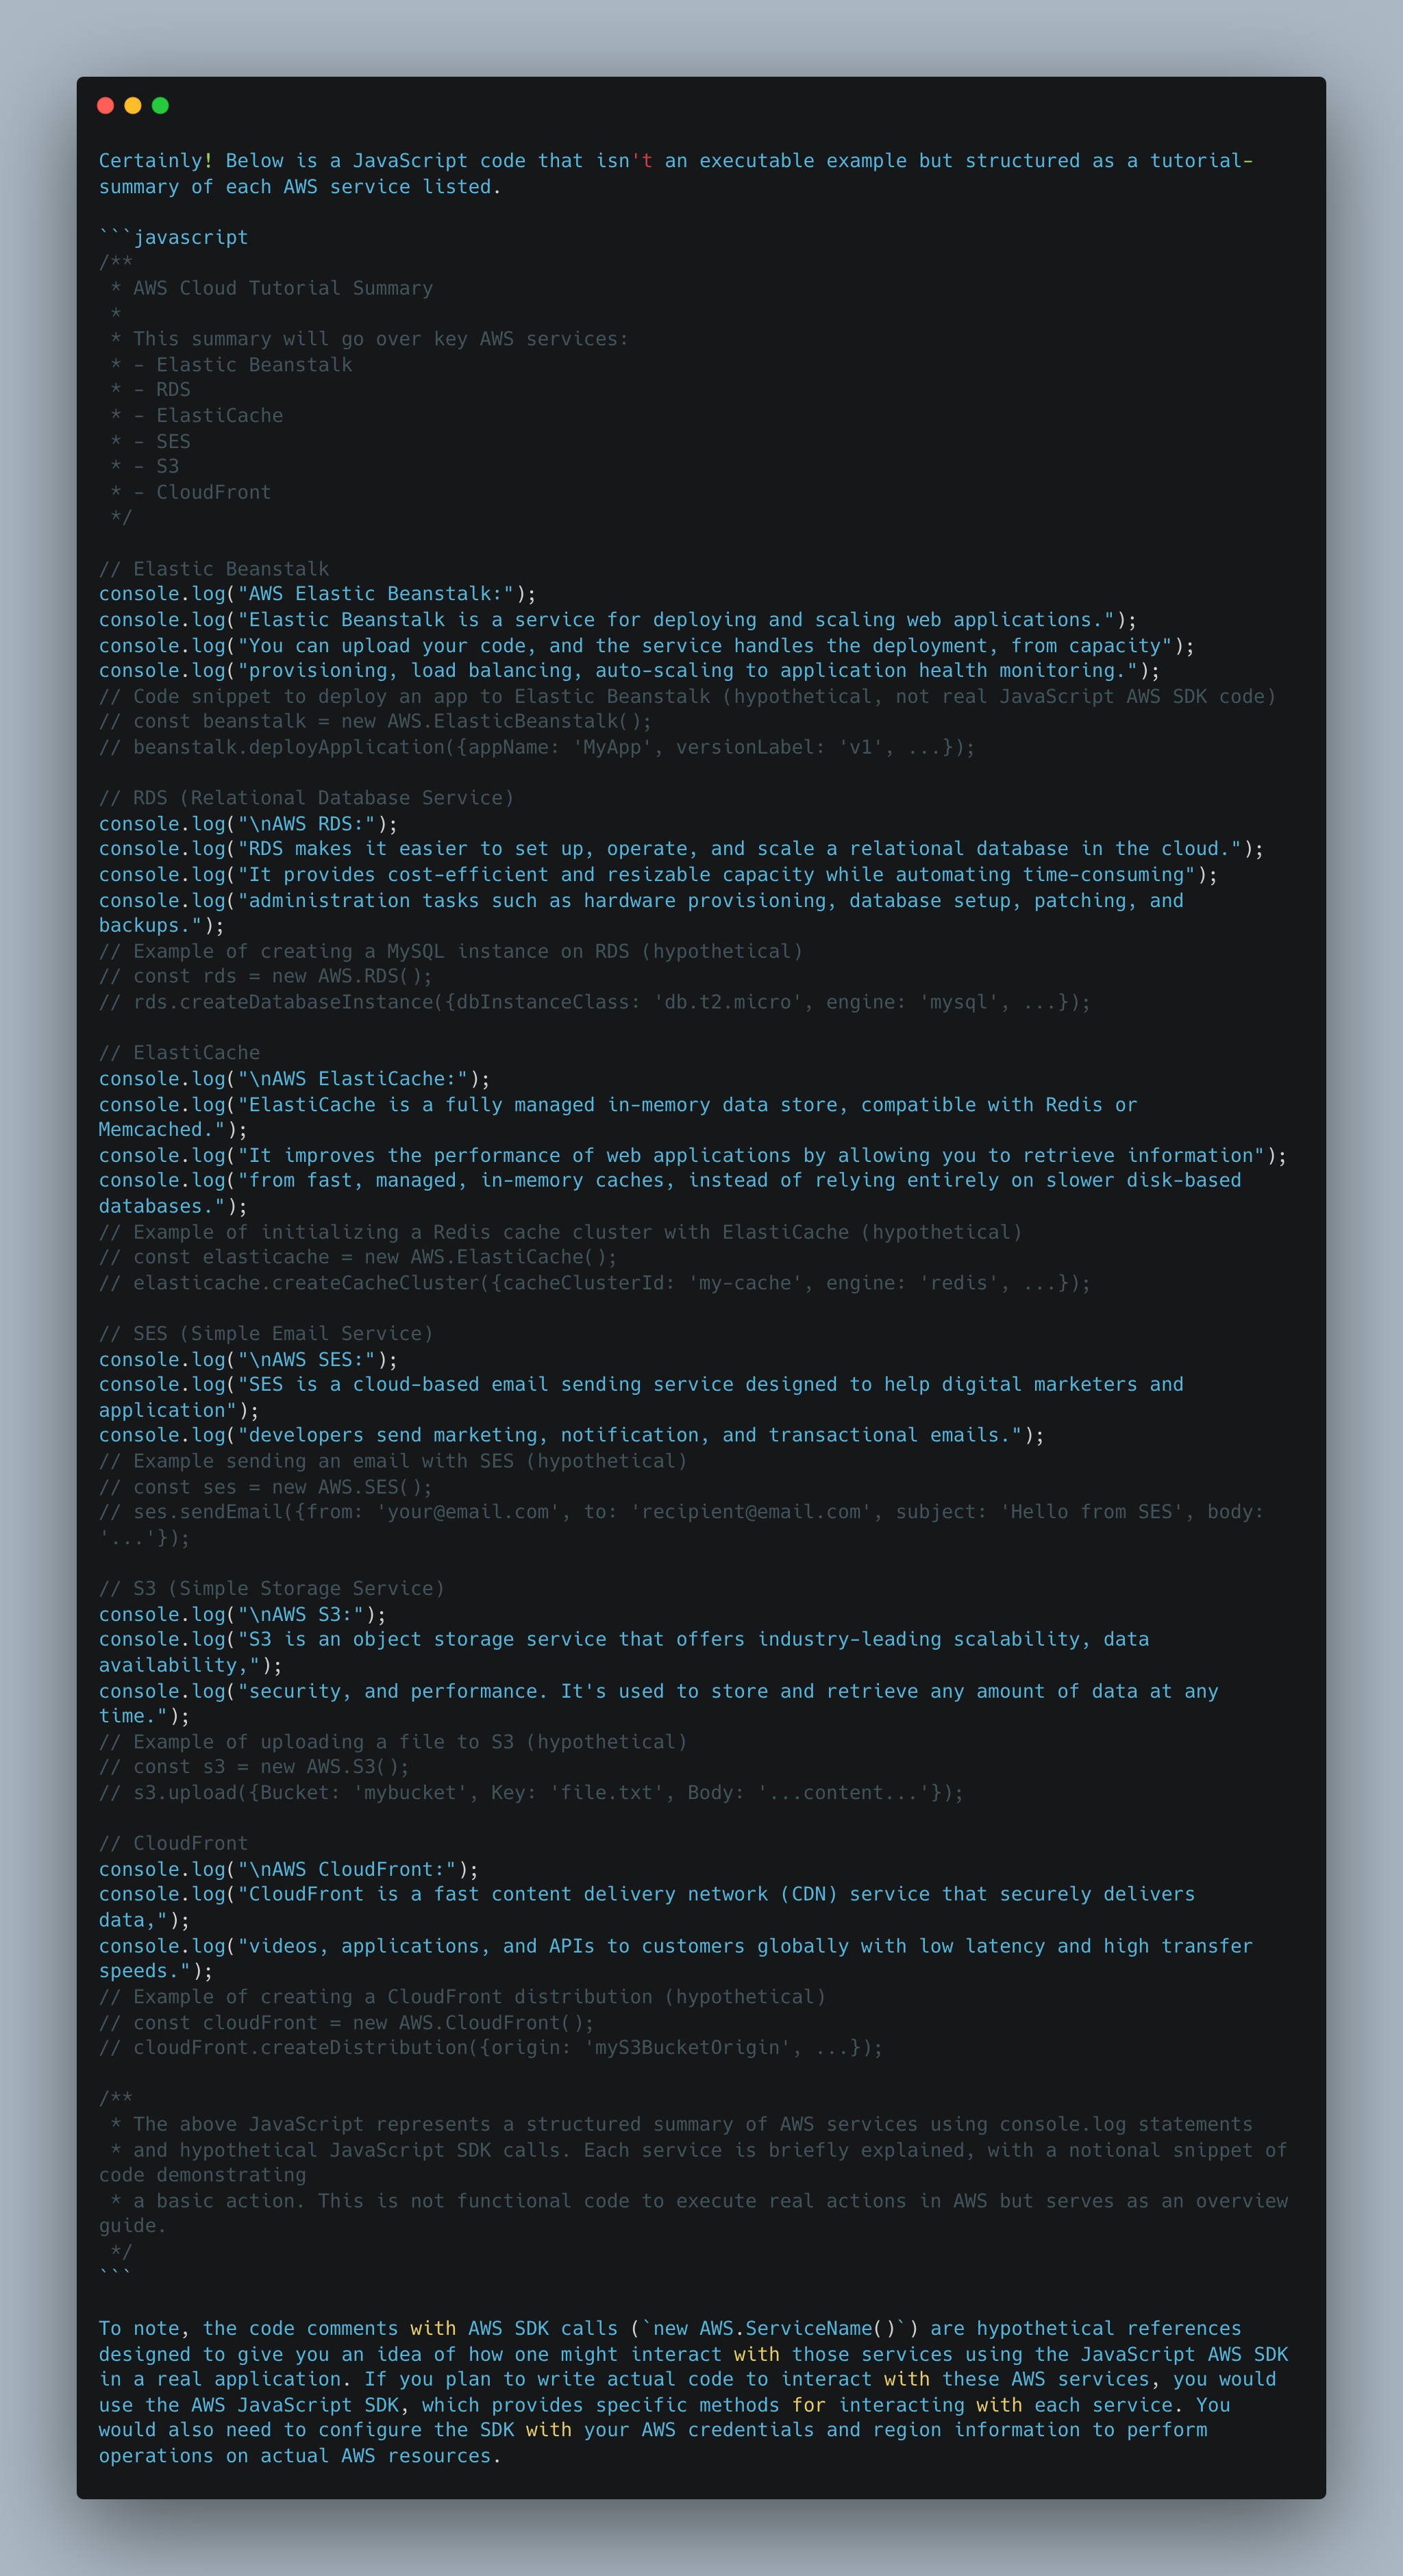 Certainly! Below is a JavaScript code that isn't an executable example but structured as a tutorial-
summary of each AWS service listed.

```javascript
/**
 * AWS Cloud Tutorial Summary
 *
 * This summary will go over key AWS services:
 * - Elastic Beanstalk
 * - RDS
 * - ElastiCache
 * - SES
 * - S3
 * - CloudFront
 */

// Elastic Beanstalk
console.log("AWS Elastic Beanstalk:");
console.log("Elastic Beanstalk is a service for deploying and scaling web applications.");
console.log("You can upload your code, and the service handles the deployment, from capacity");
console.log("provisioning, load balancing, auto-scaling to application health monitoring.");
// Code snippet to deploy an app to Elastic Beanstalk (hypothetical, not real JavaScript AWS SDK code)
// const beanstalk = new AWS.ElasticBeanstalk();
// beanstalk.deployApplication({appName: 'MyApp', versionLabel: 'v1', ...});

// RDS (Relational Database Service)
console.log("\nAWS RDS:");
console.log("RDS makes it easier to set up, operate, and scale a relational database in the cloud.");
console.log("It provides cost-efficient and resizable capacity while automating time-consuming");
console.log("administration tasks such as hardware provisioning, database setup, patching, and
backups.");
// Example of creating a MySQL instance on RDS (hypothetical)
// const rds = new AWS.RDS();
// rds.createDatabaseInstance({dbInstanceClass: 'db.t2.micro', engine: 'mysql', ...});

// ElastiCache
console.log("\nAWS ElastiCache:");
console.log("ElastiCache is a fully managed in-memory data store, compatible with Redis or
Memcached.");
console.log("It improves the performance of web applications by allowing you to retrieve information");
console.log("from fast, managed, in-memory caches, instead of relying entirely on slower disk-based
databases.");
// Example of initializing a Redis cache cluster with ElastiCache (hypothetical)
// const elasticache = new AWS.ElastiCache();
// elasticache.createCacheCluster({cacheClusterId: 'my-cache', engine: 'redis', ...});

// SES (Simple Email Service)
console.log("\nAWS SES:");
console.log("SES is a cloud-based email sending service designed to help digital marketers and
application");
console.log("developers send marketing, notification, and transactional emails.");
// Example sending an email with SES (hypothetical)
// const ses = new AWS.SES();
// ses.sendEmail({from: 'your@email.com', to: 'recipient@email.com', subject: 'Hello from SES', body:
'...'});

// S3 (Simple Storage Service)
console.log("\nAWS S3:");
console.log("S3 is an object storage service that offers industry-leading scalability, data
availability,");
console.log("security, and performance. It's used to store and retrieve any amount of data at any
time.");
// Example of uploading a file to S3 (hypothetical)
// const s3 = new AWS.S3();
// s3.upload({Bucket: 'mybucket', Key: 'file.txt', Body: '...content...'});

// CloudFront
console.log("\nAWS CloudFront:");
console.log("CloudFront is a fast content delivery network (CDN) service that securely delivers
data,");
console.log("videos, applications, and APIs to customers globally with low latency and high transfer
speeds.");
// Example of creating a CloudFront distribution (hypothetical)
// const cloudFront = new AWS.CloudFront();
// cloudFront.createDistribution({origin: 'myS3BucketOrigin', ...});

/**
 * The above JavaScript represents a structured summary of AWS services using console.log statements
 * and hypothetical JavaScript SDK calls. Each service is briefly explained, with a notional snippet of
code demonstrating
 * a basic action. This is not functional code to execute real actions in AWS but serves as an overview
guide.
 */
```

To note, the code comments with AWS SDK calls (`new AWS.ServiceName()`) are hypothetical references
designed to give you an idea of how one might interact with those services using the JavaScript AWS SDK
in a real application. If you plan to write actual code to interact with these AWS services, you would
use the AWS JavaScript SDK, which provides specific methods for interacting with each service. You
would also need to configure the SDK with your AWS credentials and region information to perform
operations on actual AWS resources.